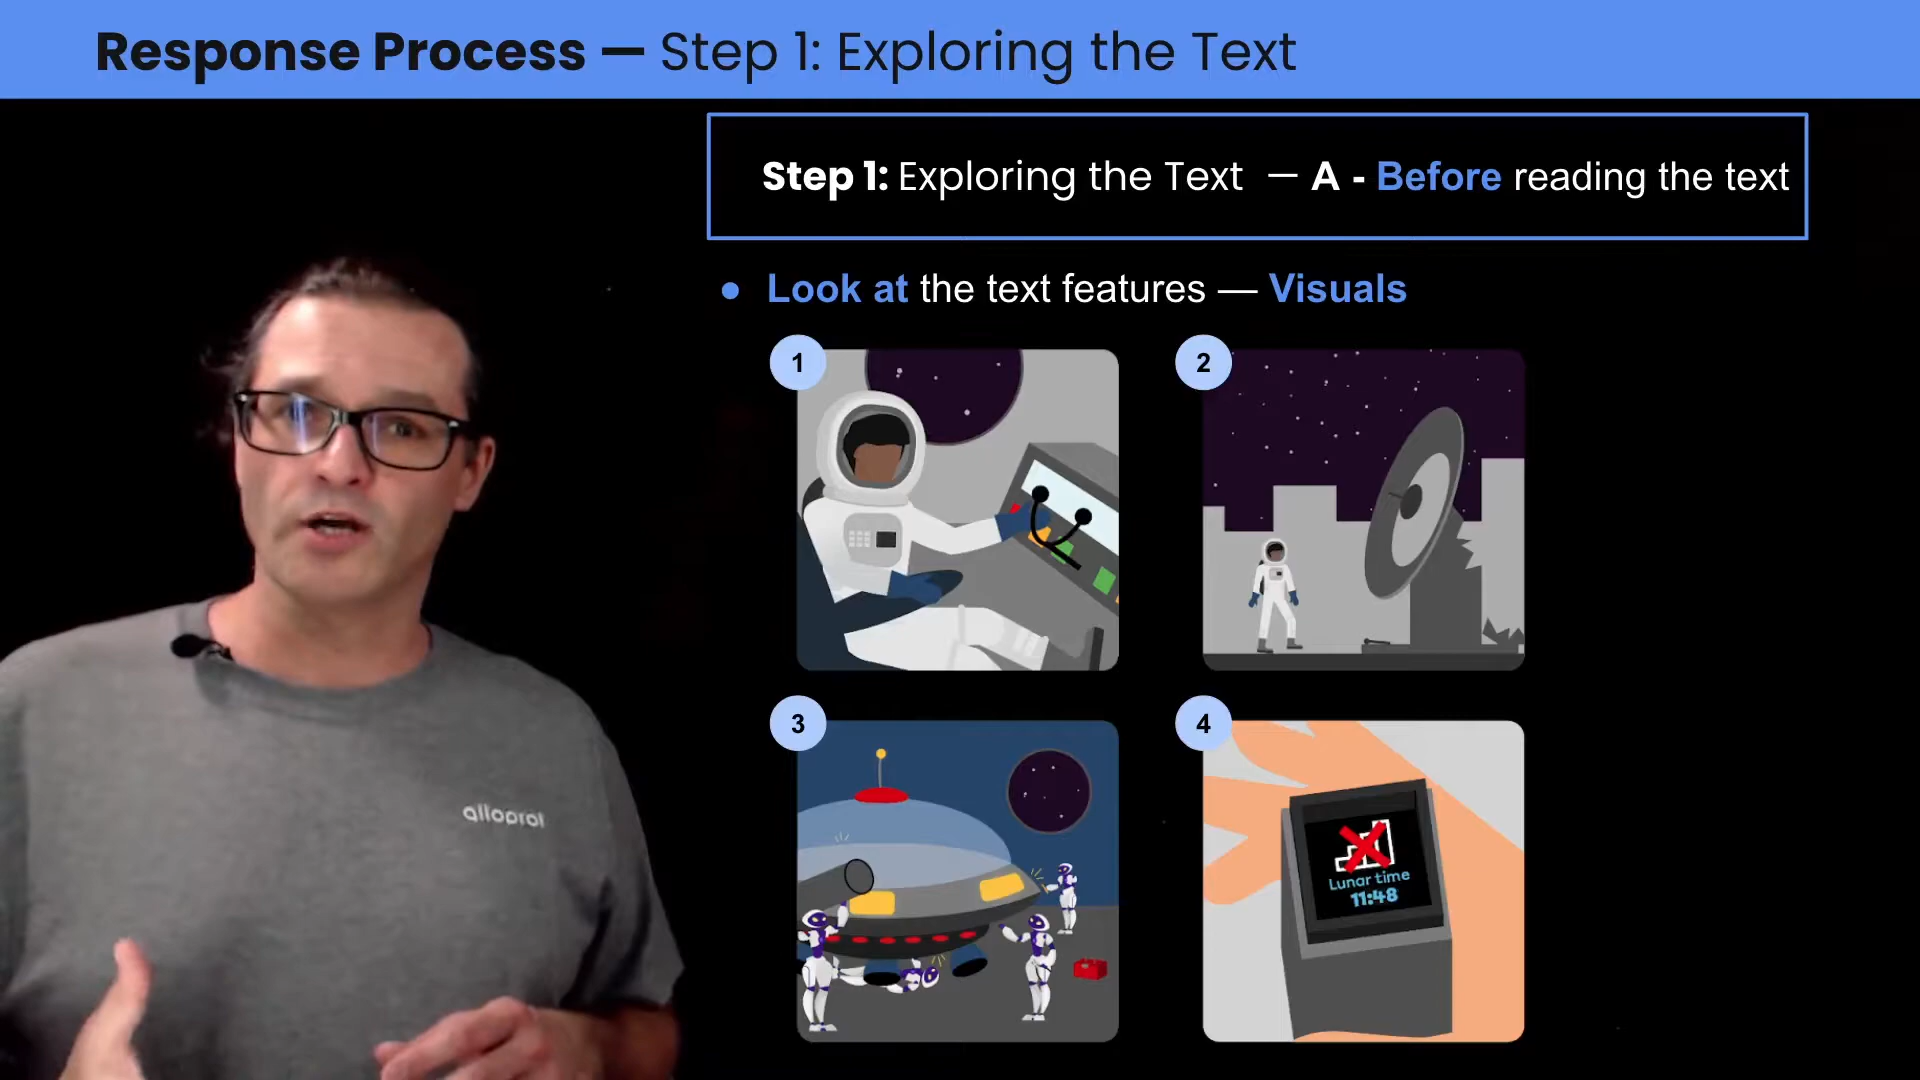 Response Process — Step 1: Exploring the Text
Step 1: Exploring the Text — A - Before reading the text
● Look at the text features — Visuals
1
2
3
4
Lunar time
11:48
alloprof